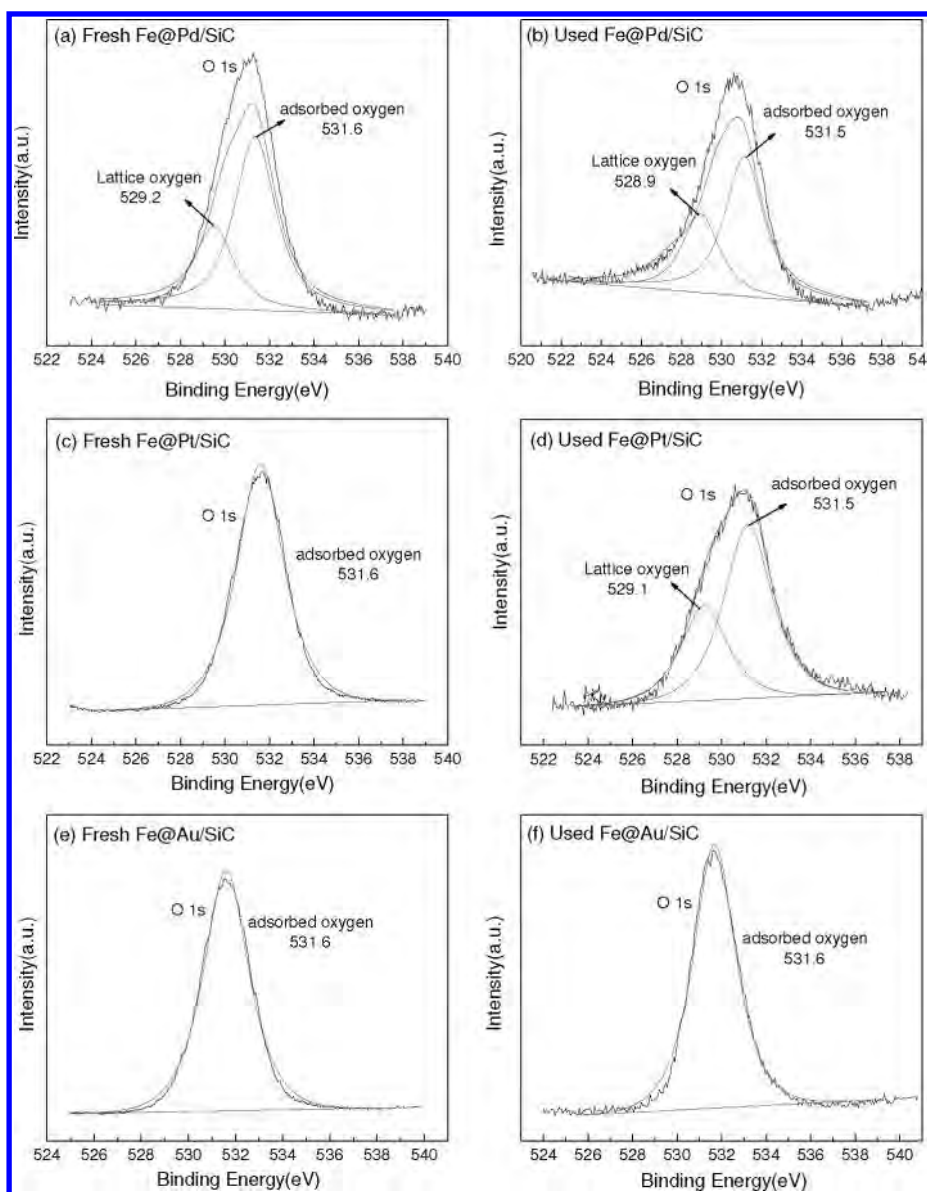 (a) Fresh Fe@Pd/SiC
O 1s
adsorbed oxygen
531.6
Lattice oxygen
529.2
Intensity(a.u.)
522 524 526 528 530 532 534 536 538 540
Binding Energy(eV)
(b) Used Fe@Pd/SiC
O 1s
adsorbed oxygen
531.5
Lattice oxygen
528.9
Intensity(a.u.)
520 522 524 526 528 530 532 534 536 538 54
Binding Energy(eV)
(c) Fresh Fe@Pt/SiC
O 1s
adsorbed oxygen
531.6
Intensity(a.u.)
522 524 526 528 530 532 534 536 538 540
Binding Energy(eV)
(d) Used Fe@Pt/SiC
O 1s
adsorbed oxygen
531.5
Lattice oxygen
529.1
Intensity(a.u.)
522 524 526 528 530 532 534 536 538
Binding Energy(eV)
(e) Fresh Fe@Au/SiC
O 1s
adsorbed oxygen
531.6
Intensity(a.u.)
524 526 528 530 532 534 536 538 540
Binding Energy(eV)
(f) Used Fe@Au/SiC
O 1s
adsorbed oxygen
531.6
Intensity(a.u.)
524 526 528 530 532 534 536 538 540
Binding Energy(eV)